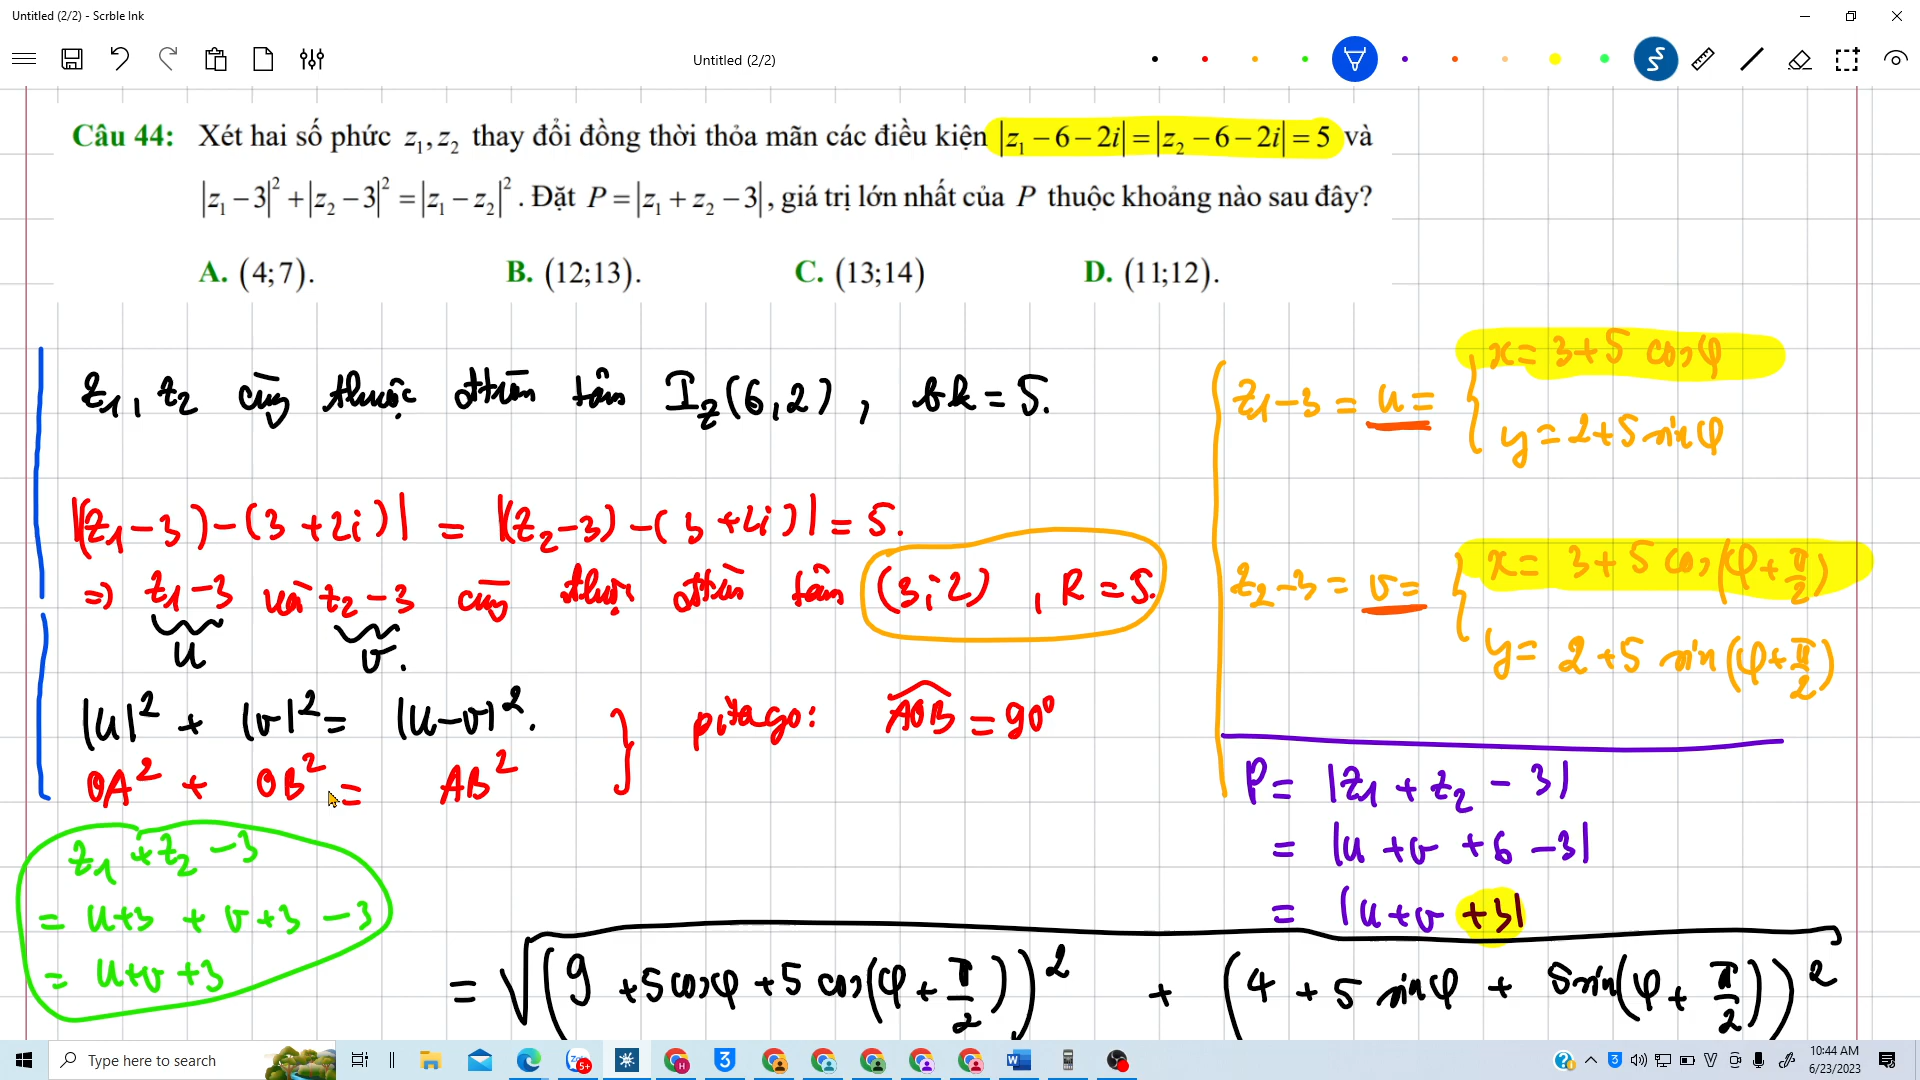 Untitled (2/2) - Scrble Ink
Untitled (2/2)
Câu 44: Xét hai số phức z₁, z₂ thay đổi đồng thời thỏa mãn các điều kiện |z₁ − 6 − 2i| = |z₂ − 6 − 2i| = 5 và
|z₁ − 3|² + |z₂ − 3|² = |z₁ − z₂|². Đặt P = |z₁ + z₂ − 3|, giá trị lớn nhất của P thuộc khoảng nào sau đây?
A. (4;7). B. (12;13). C. (13;14) D. (11;12).
z₁, z₂ cùng thuộc đtròn tâm I_z (6,2), bk = 5.
|(z₁ − 3) − (3 + 2i)| = |(z₂ − 3) − (3 + 2i)| = 5.
⇒ z₁ − 3 và z₂ − 3 cùng thuộc đtròn tâm (3;2), R = 5.
u v.
|u|² + |v|² = |u − v|².
OA² + OB² = AB²
pitago: AOB = 90⁰
z₁ + z₂ − 3
= u+3 + v+3 − 3
= u+v +3
z₁ − 3 = u =
x = 3 + 5 cos φ
y = 2 + 5 sin φ
z₂ − 3 = v =
x = 3 + 5 cos(φ + π/2)
y = 2 + 5 sin(φ + π/2)
P = |z₁ + z₂ − 3|
= |u + v + 6 − 3|
= |u + v + 3|
= √(9 + 5cosφ + 5 cos(φ + π/2))² + (4 + 5 sin φ + 5sin(φ + π/2))²
Type here to search
10:44 AM
6/23/2023